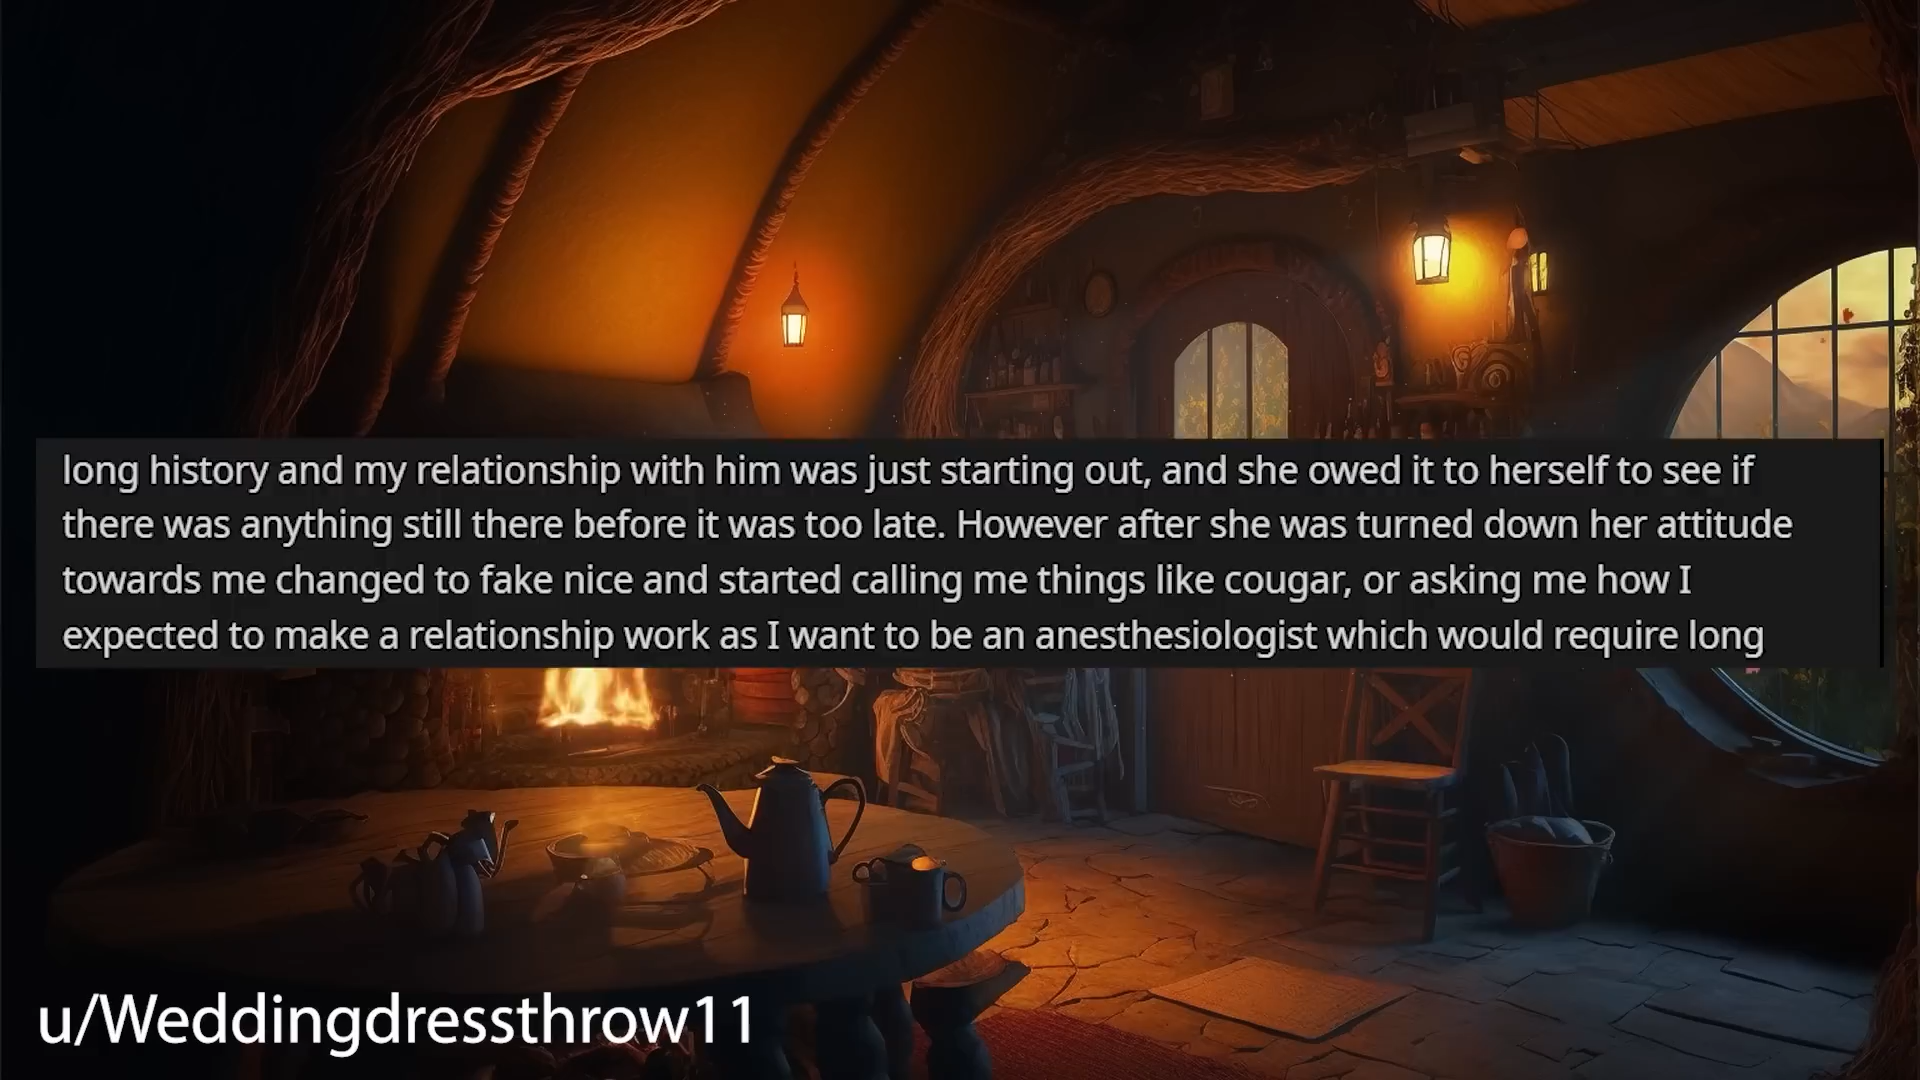 long history and my relationship with him was just starting out, and she owed it to herself to see if
there was anything still there before it was too late. However after she was turned down her attitude
towards me changed to fake nice and started calling me things like cougar, or asking me how I
expected to make a relationship work as I want to be an anesthesiologist which would require long
u/Weddingdressthrow11